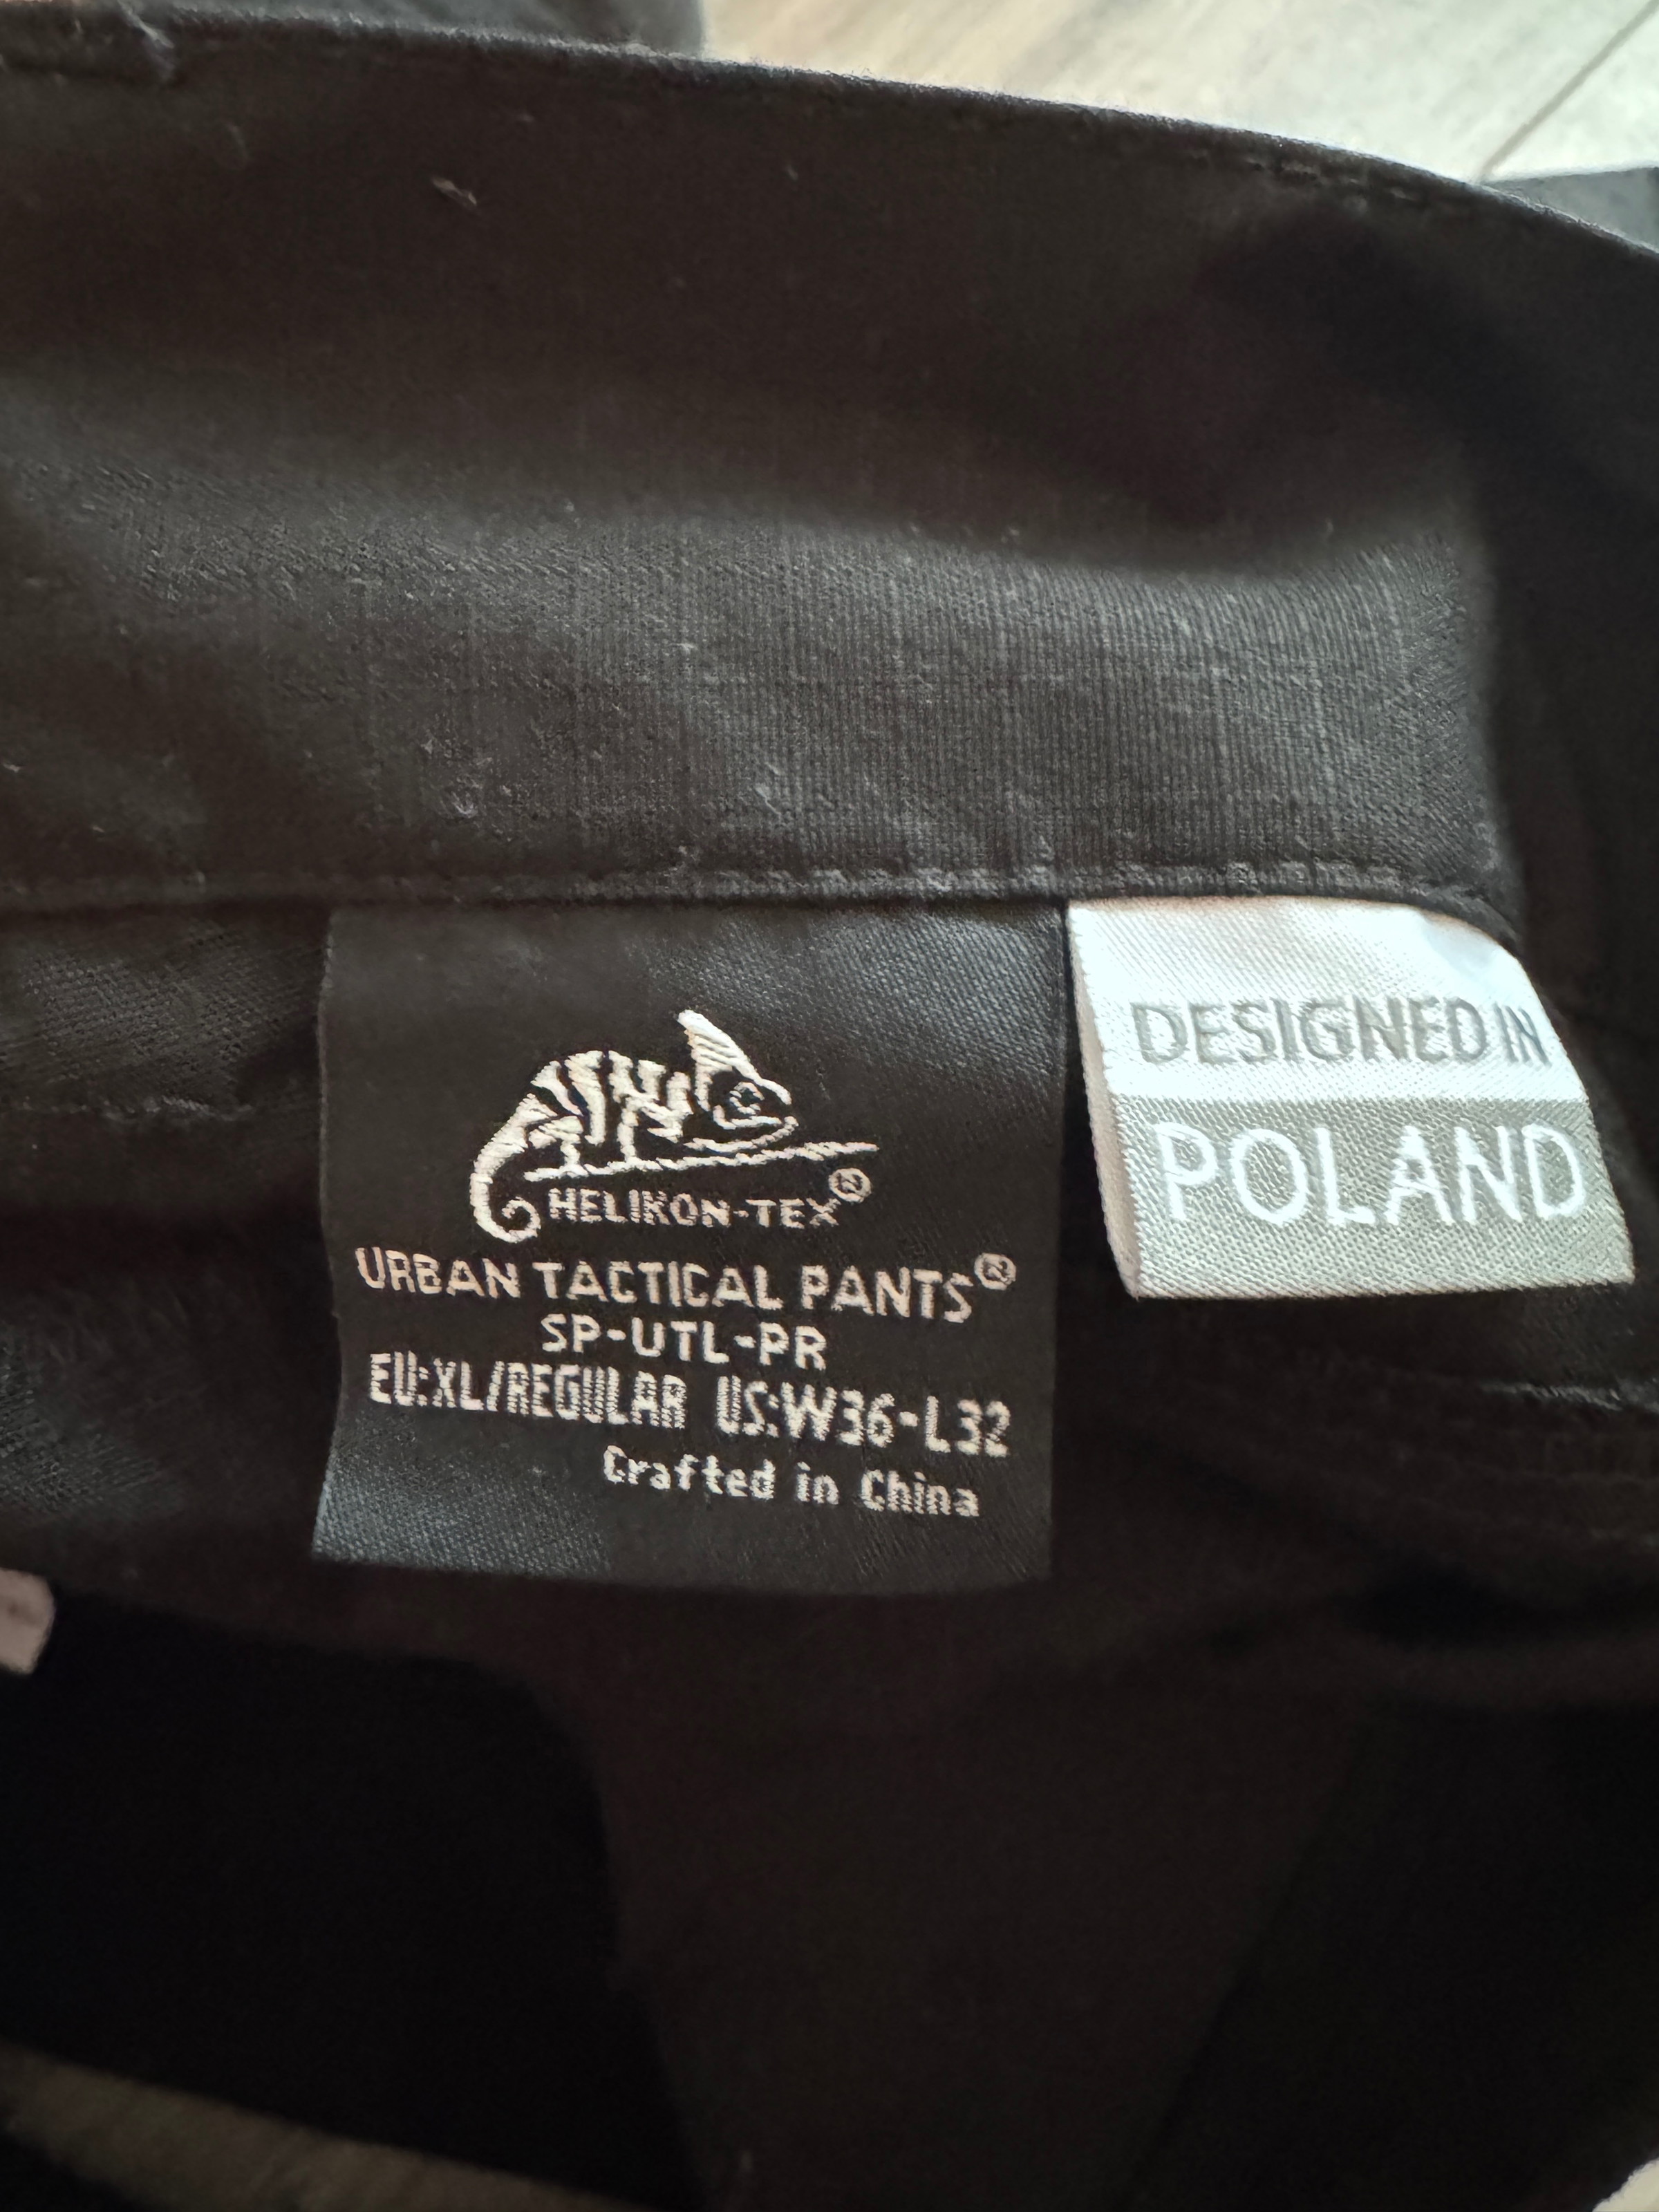 HELIKON-TEX®
URBAN TACTICAL PANTS®
SP-UTL-PR
EU:XL/REGULAR US:W36-L32
Crafted in China
DESIGNED IN
POLAND